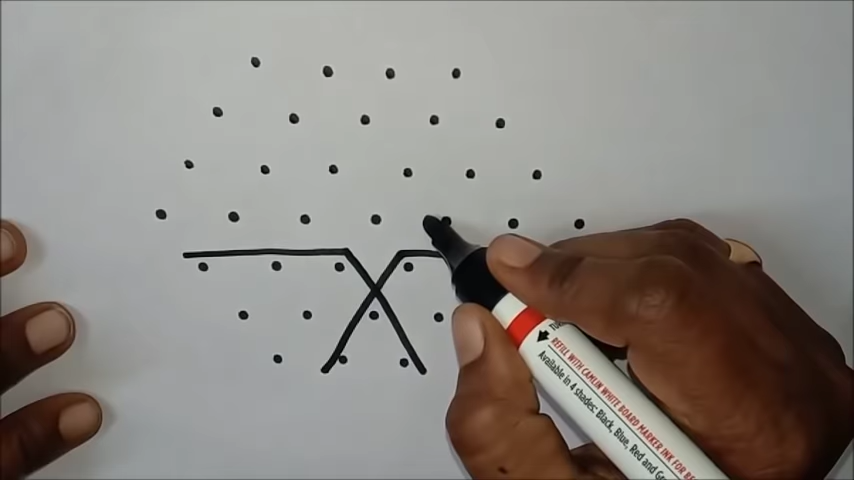 REFILL WITH CAMLIN WHITE BOARD MARKER INK FOR
Available in 4 shades: Black, Blue, Red and